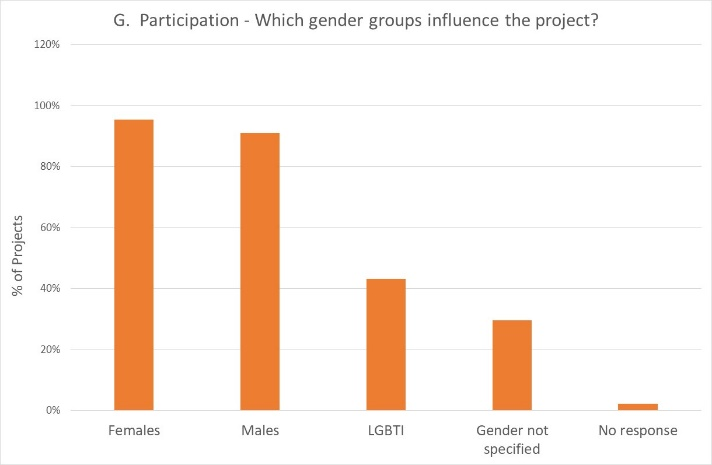 G.  Participation - Which gender groups influence the project?
120%
100%
80%
60%
40%
20%
0%
% of Projects
Females
Males
LGBTI
Gender not
specified
No response